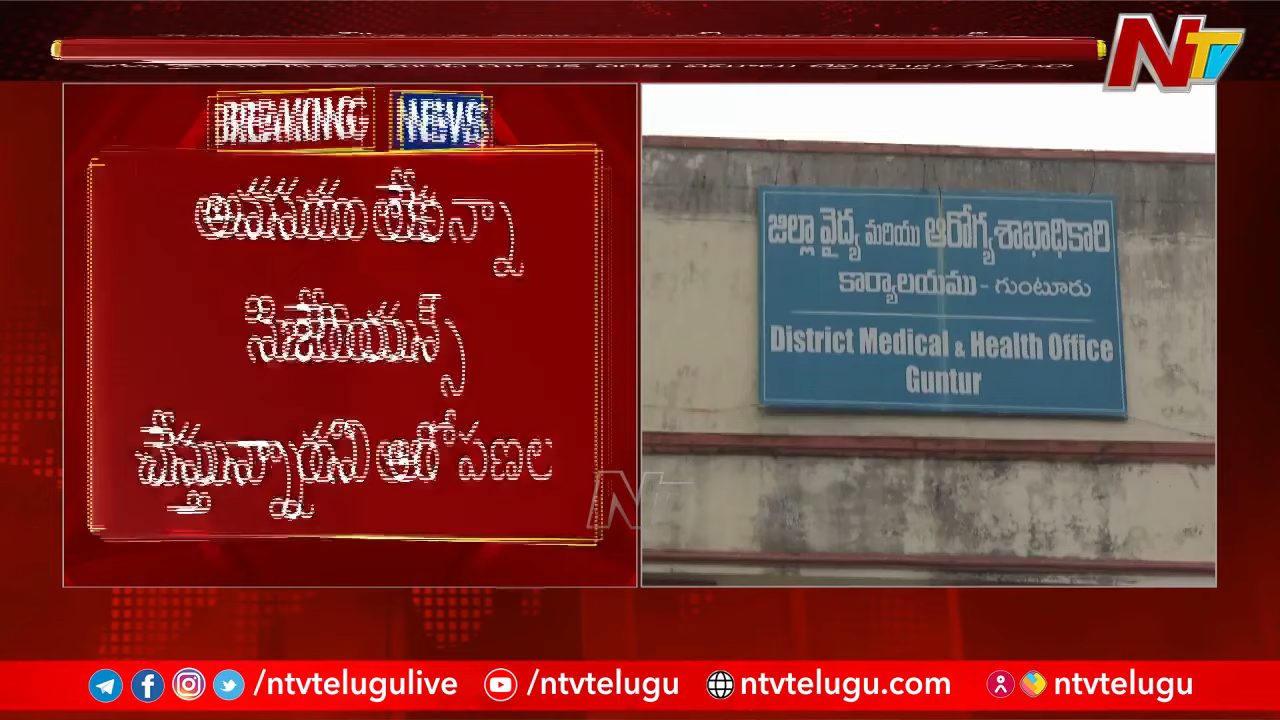 NTV
BREAKING NEWS
అవసరం లేకున్నా
సిజేరియన్లు
చేస్తున్నారని ఆరోపణలు
జిల్లా వైద్య మరియు ఆరోగ్యశాఖాధికారి
కార్యాలయము - గుంటూరు
District Medical & Health Office
Guntur
/ntvtelugulive
/ntvtelugu
ntvtelugu.com
ntvtelugu